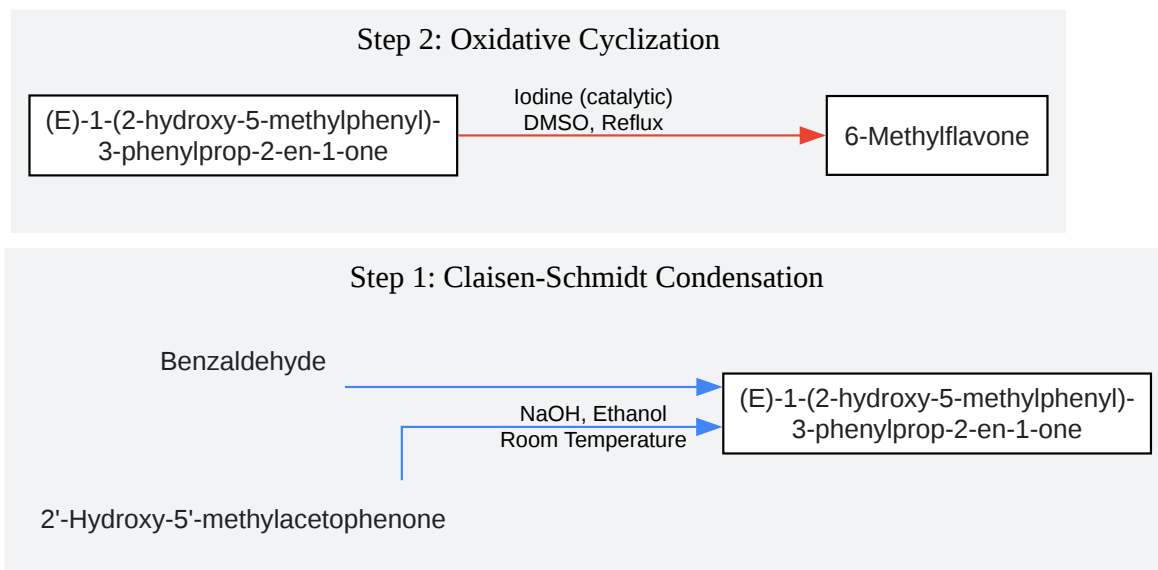 Step 2: Oxidative Cyclization
Iodine (catalytic)
DMSO, Reflux
(E)-1-(2-hydroxy-5-methylphenyl)-
3-phenylprop-2-en-1-one
6-Methylflavone
Step 1: Claisen-Schmidt Condensation
Benzaldehyde
NaOH, Ethanol
Room Temperature
(E)-1-(2-hydroxy-5-methylphenyl)-
3-phenylprop-2-en-1-one
2'-Hydroxy-5'-methylacetophenone